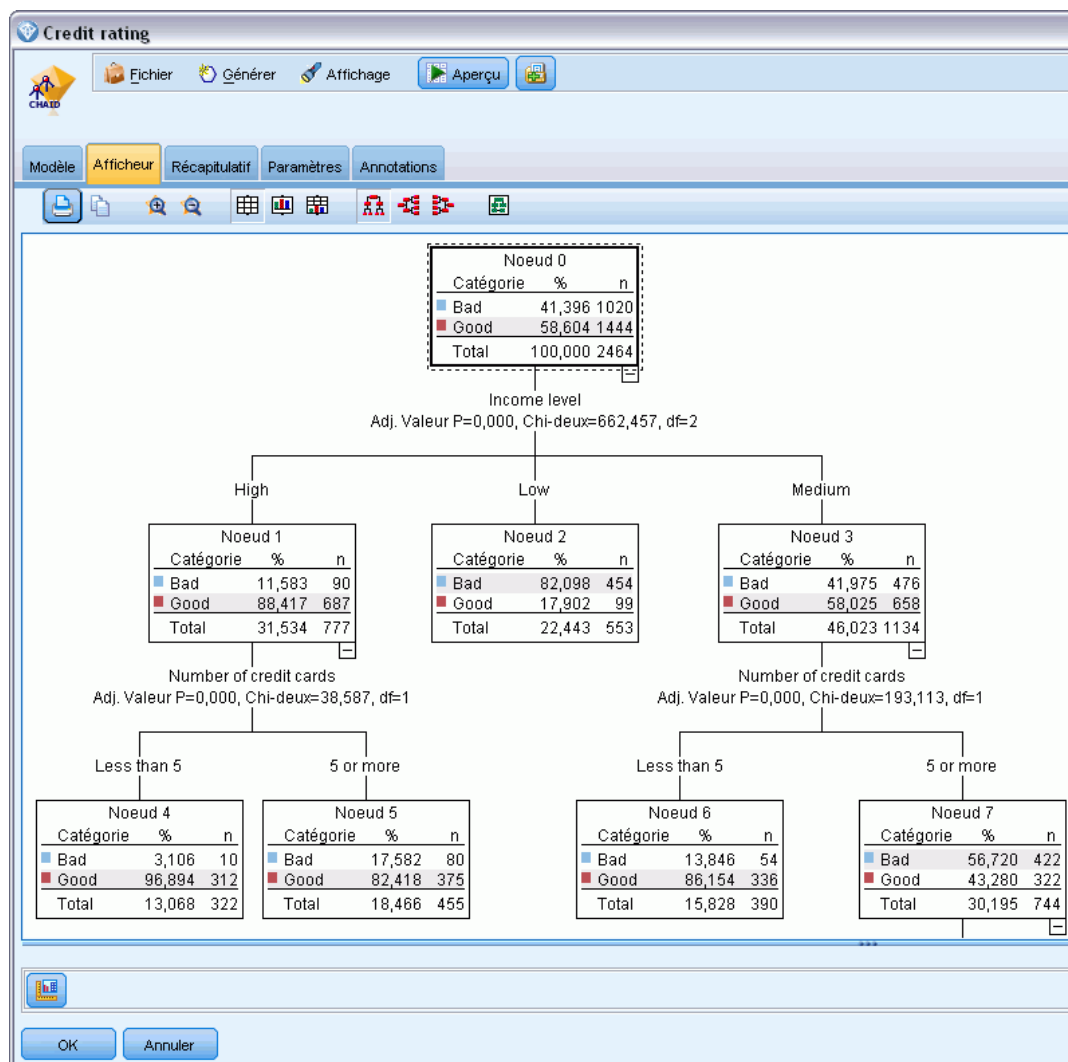 Credit rating
CHAID
Fichier Générer Affichage Aperçu
Modèle Afficheur Récapitulatif Paramètres Annotations
Noeud 0
Catégorie % n
Bad 41,396 1020
Good 58,604 1444
Total 100,000 2464
Income level
Adj. Valeur P=0,000, Chi-deux=662,457, df=2
High Low Medium
Noeud 1
Catégorie % n
Bad 11,583 90
Good 88,417 687
Total 31,534 777
Noeud 2
Catégorie % n
Bad 82,098 454
Good 17,902 99
Total 22,443 553
Noeud 3
Catégorie % n
Bad 41,975 476
Good 58,025 658
Total 46,023 1134
Number of credit cards
Adj. Valeur P=0,000, Chi-deux=38,587, df=1
Number of credit cards
Adj. Valeur P=0,000, Chi-deux=193,113, df=1
Less than 5 5 or more Less than 5 5 or more
Noeud 4
Catégorie % n
Bad 3,106 10
Good 96,894 312
Total 13,068 322
Noeud 5
Catégorie % n
Bad 17,582 80
Good 82,418 375
Total 18,466 455
Noeud 6
Catégorie % n
Bad 13,846 54
Good 86,154 336
Total 15,828 390
Noeud 7
Catégorie % n
Bad 56,720 422
Good 43,280 322
Total 30,195 744
OK Annuler